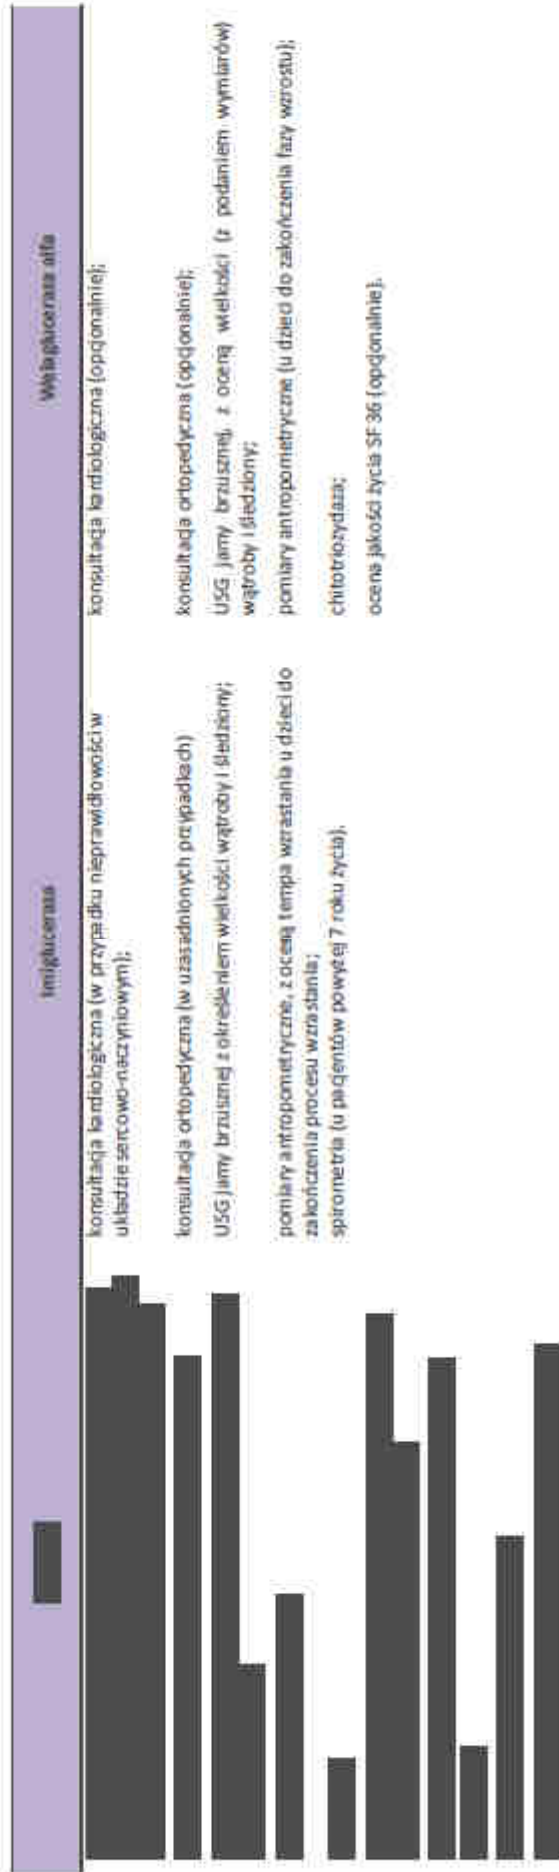 Imigluceraza
Welagluceraza alfa
konsultacja kardiologiczna (w przypadku nieprawidłowości w
układzie sercowo-naczyniowym);
konsultacja kardiologiczna (opcjonalnie);
konsultacja ortopedyczna (w uzasadnionych przypadkach)
konsultacja ortopedyczna (opcjonalnie);
USG jamy brzusznej z określeniem wielkości wątroby i śledziony;
USG jamy brzusznej, z oceną wielkości (z podaniem wymiarów)
wątroby i śledziony;
pomiary antropometryczne, z oceną tempa wzrastania u dzieci do
zakończenia procesu wzrastania;
pomiary antropometryczne (u dzieci do zakończenia fazy wzrostu);
spirometria (u pacjentów powyżej 7 roku życia).
chitotriozydaza;
ocena jakości życia SF 36 (opcjonalnie).